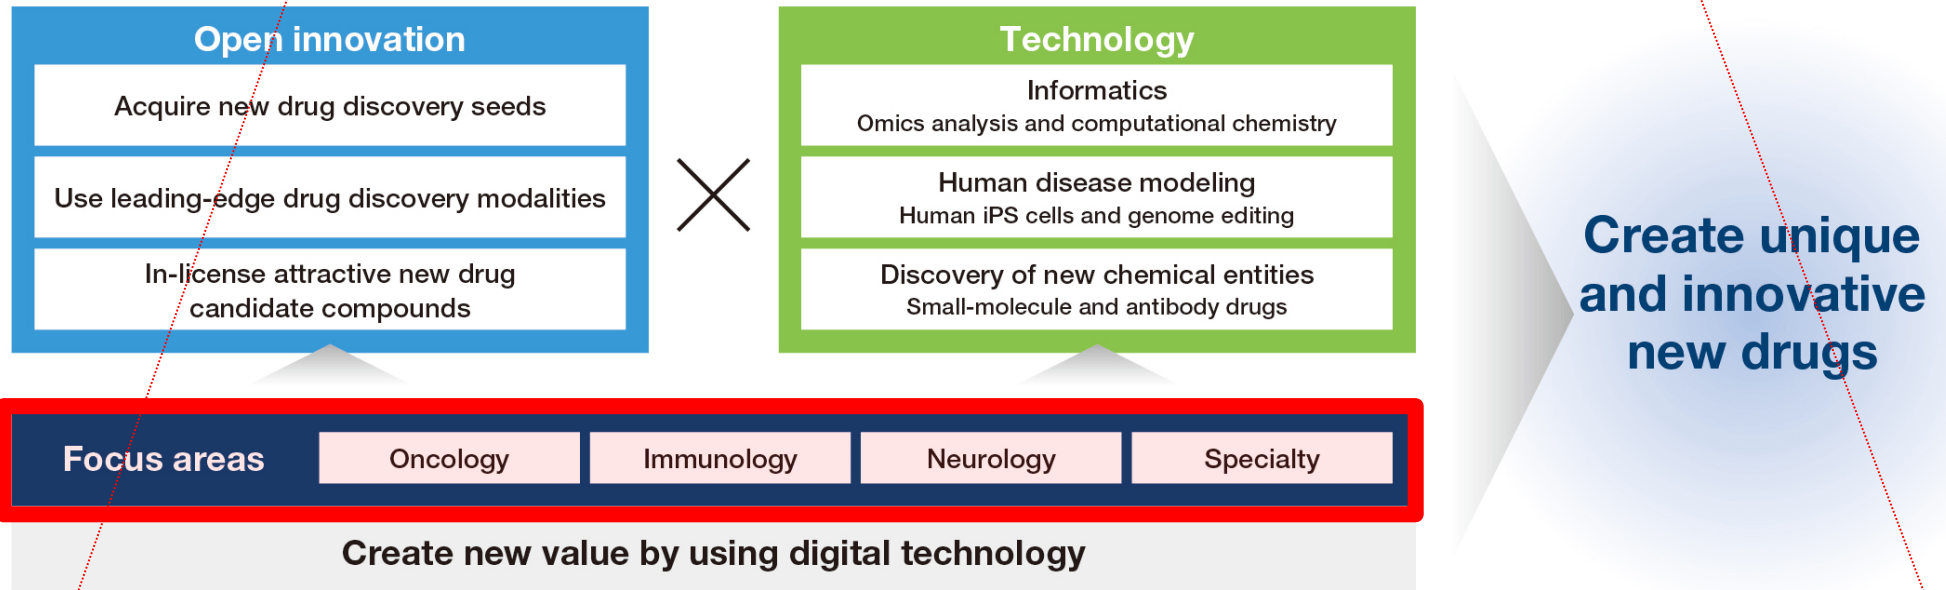 Open innovation
Acquire new drug discovery seeds
Use leading-edge drug discovery modalities
In-license attractive new drug
candidate compounds
Technology
Informatics
Omics analysis and computational chemistry
Human disease modeling
Human iPS cells and genome editing
Discovery of new chemical entities
Small-molecule and antibody drugs
Create unique
and innovative
new drugs
Focus areas
Oncology
Immunology
Neurology
Specialty
Create new value by using digital technology